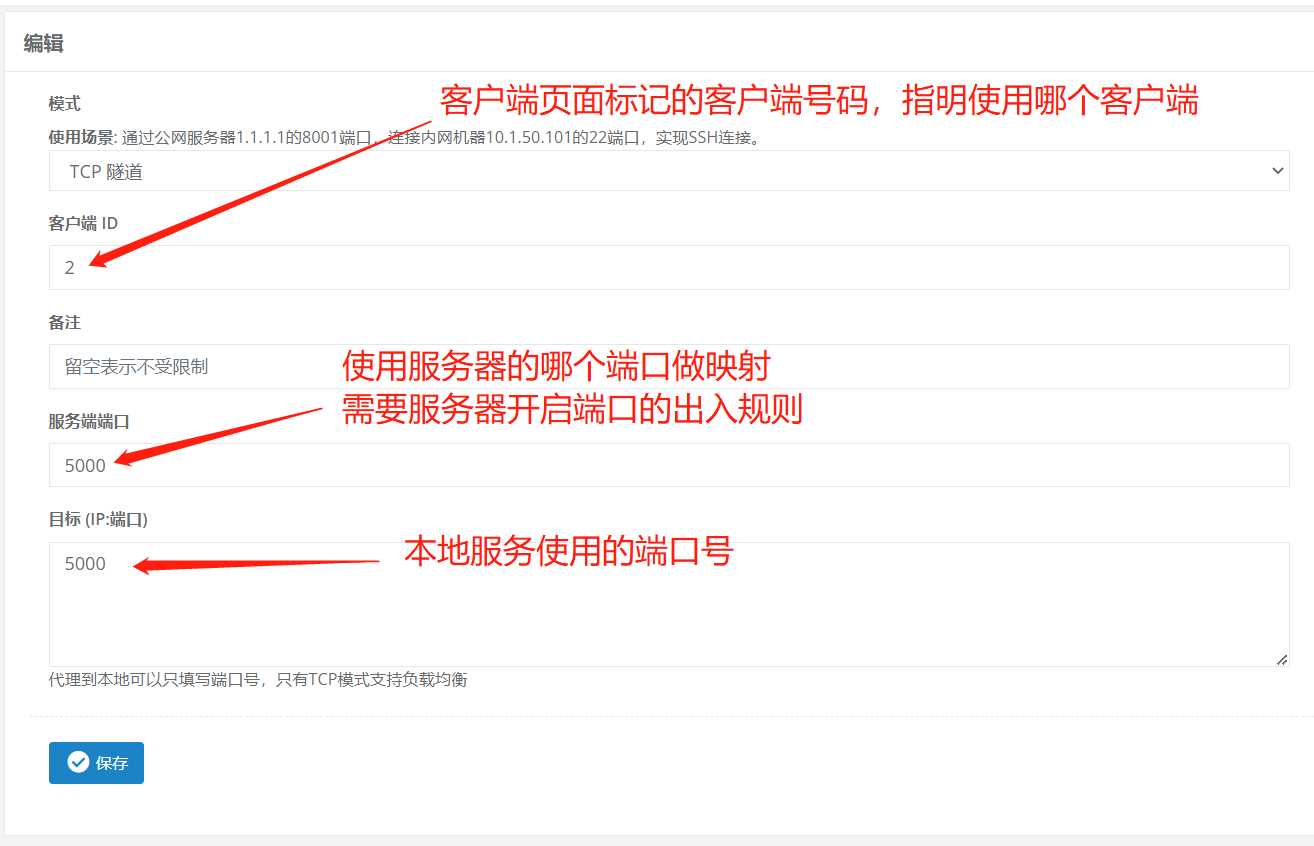 编辑
客户端页面标记的客户端号码，指明使用哪个客户端
模式
使用场景: 通过公网服务器1.1.1.1的8001端口，连接内网机器10.1.50.101的22端口，实现SSH连接。
TCP 隧道
客户端 ID
2
备注
留空表示不受限制
使用服务器的哪个端口做映射
需要服务器开启端口的出入规则
服务端端口
5000
目标 (IP:端口)
本地服务使用的端口号
5000
代理到本地可以只填写端口号，只有TCP模式支持负载均衡
保存